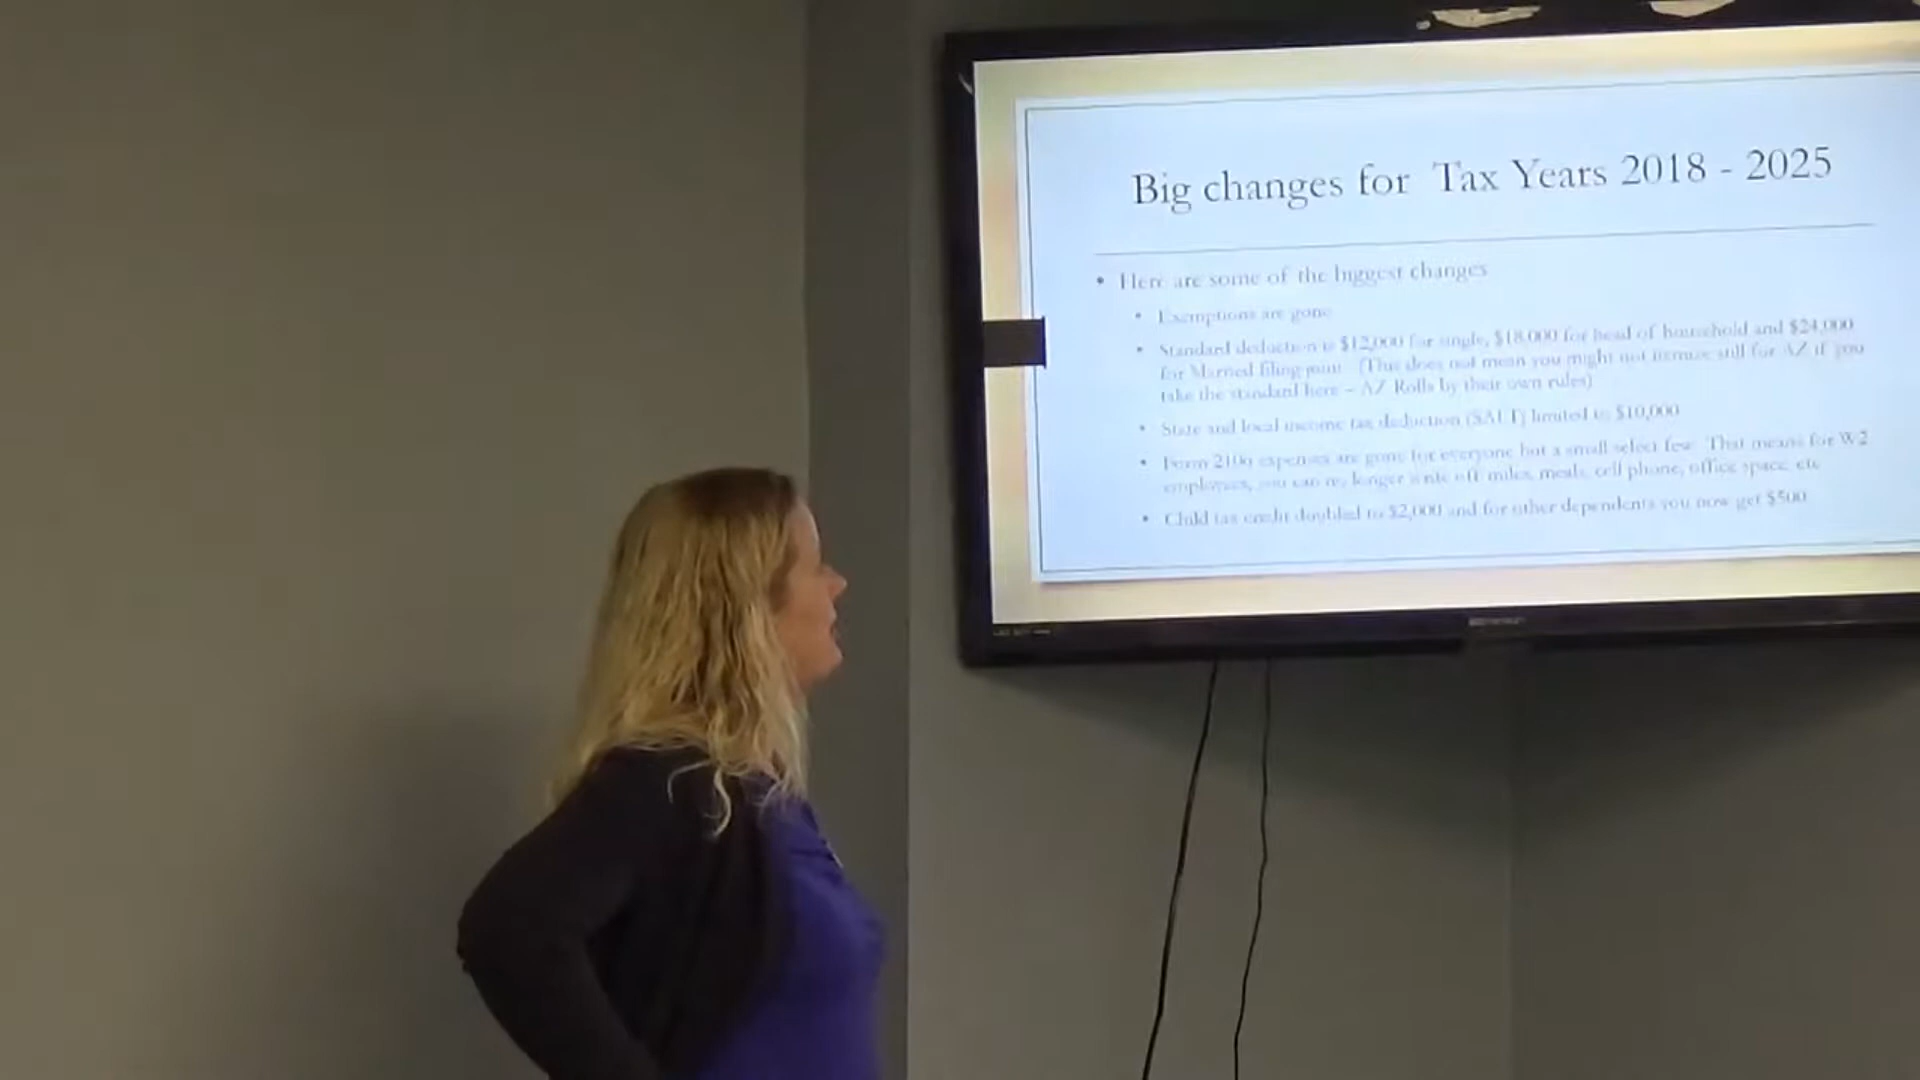 Big changes for Tax Years 2018 - 2025
• Here are some of the biggest changes
• Exemptions are gone
• Standard deduction is $12,000 for single, $18,000 for head of household and $24,000
for Married filing joint. (This does not mean you might not itemize still for AZ if you
take the standard here – AZ Rolls by their own rules)
• State and local income tax deduction (SALT) limited to $10,000
• Form 2106 expenses are gone for everyone but a small select few. That means for W2
employees, you can no longer write off miles, meals, cell phone, office space, etc
• Child tax credit doubled to $2,000 and for other dependents you now get $500